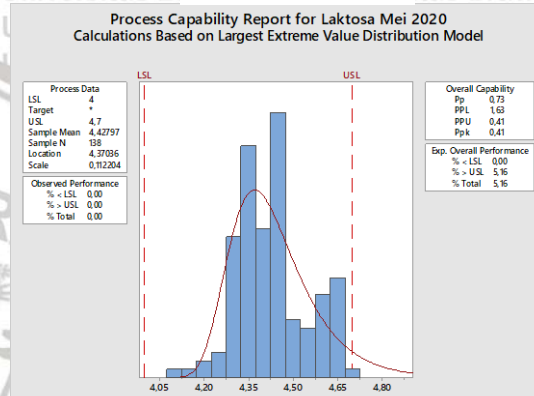 Process Capability Report for Laktosa Mei 2020
Calculations Based on Largest Extreme Value Distribution Model
LSL
USL
Process Data
LSL 4
Target *
USL 4,7
Sample Mean 4,42797
Sample N 138
Location 4,37036
Scale 0,112204
Observed Performance
% < LSL 0,00
% > USL 0,00
% Total 0,00
Overall Capability
Pp 0,73
PPL 1,63
PPU 0,41
Ppk 0,41
Exp. Overall Performance
% < LSL 0,00
% > USL 5,16
% Total 5,16
4,05 4,20 4,35 4,50 4,65 4,80